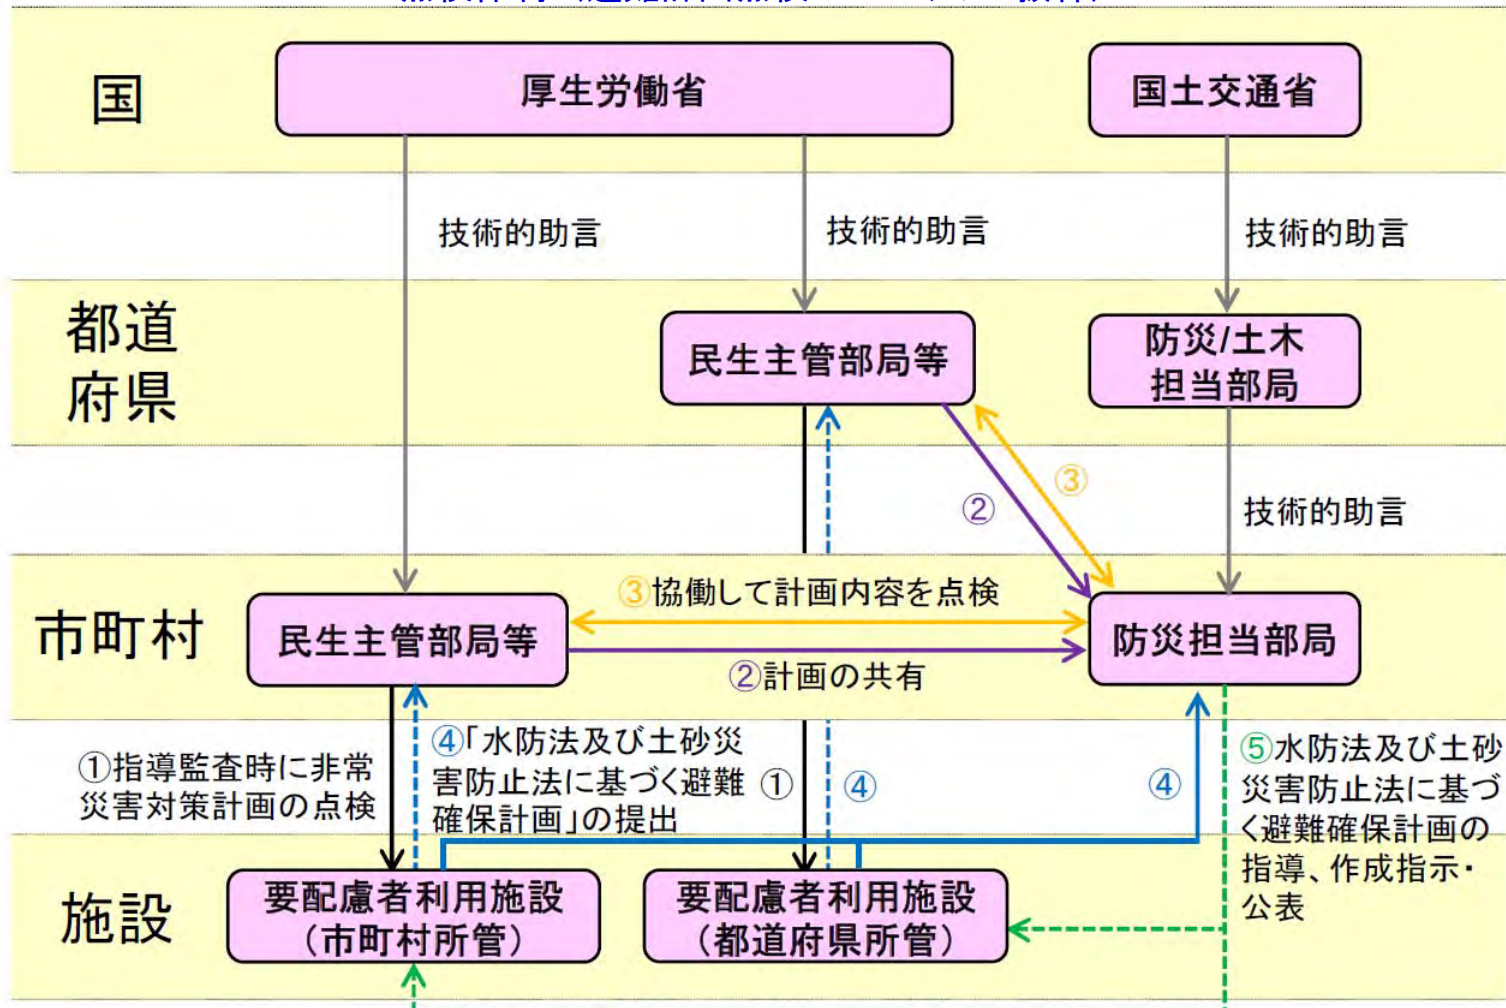 国
厚生労働省
国土交通省
技術的助言
技術的助言
技術的助言
都道
府県
民生主管部局等
防災/土木
担当部局
②
③
技術的助言
市町村
民生主管部局等
③協働して計画内容を点検
②計画の共有
防災担当部局
①指導監査時に非常
災害対策計画の点検
④「水防法及び土砂災
害防止法に基づく避難
確保計画」の提出
①
④
④
⑤水防法及び土砂
災害防止法に基づ
く避難確保計画の
指導、作成指示・
公表
施設
要配慮者利用施設
（市町村所管）
要配慮者利用施設
（都道府県所管）